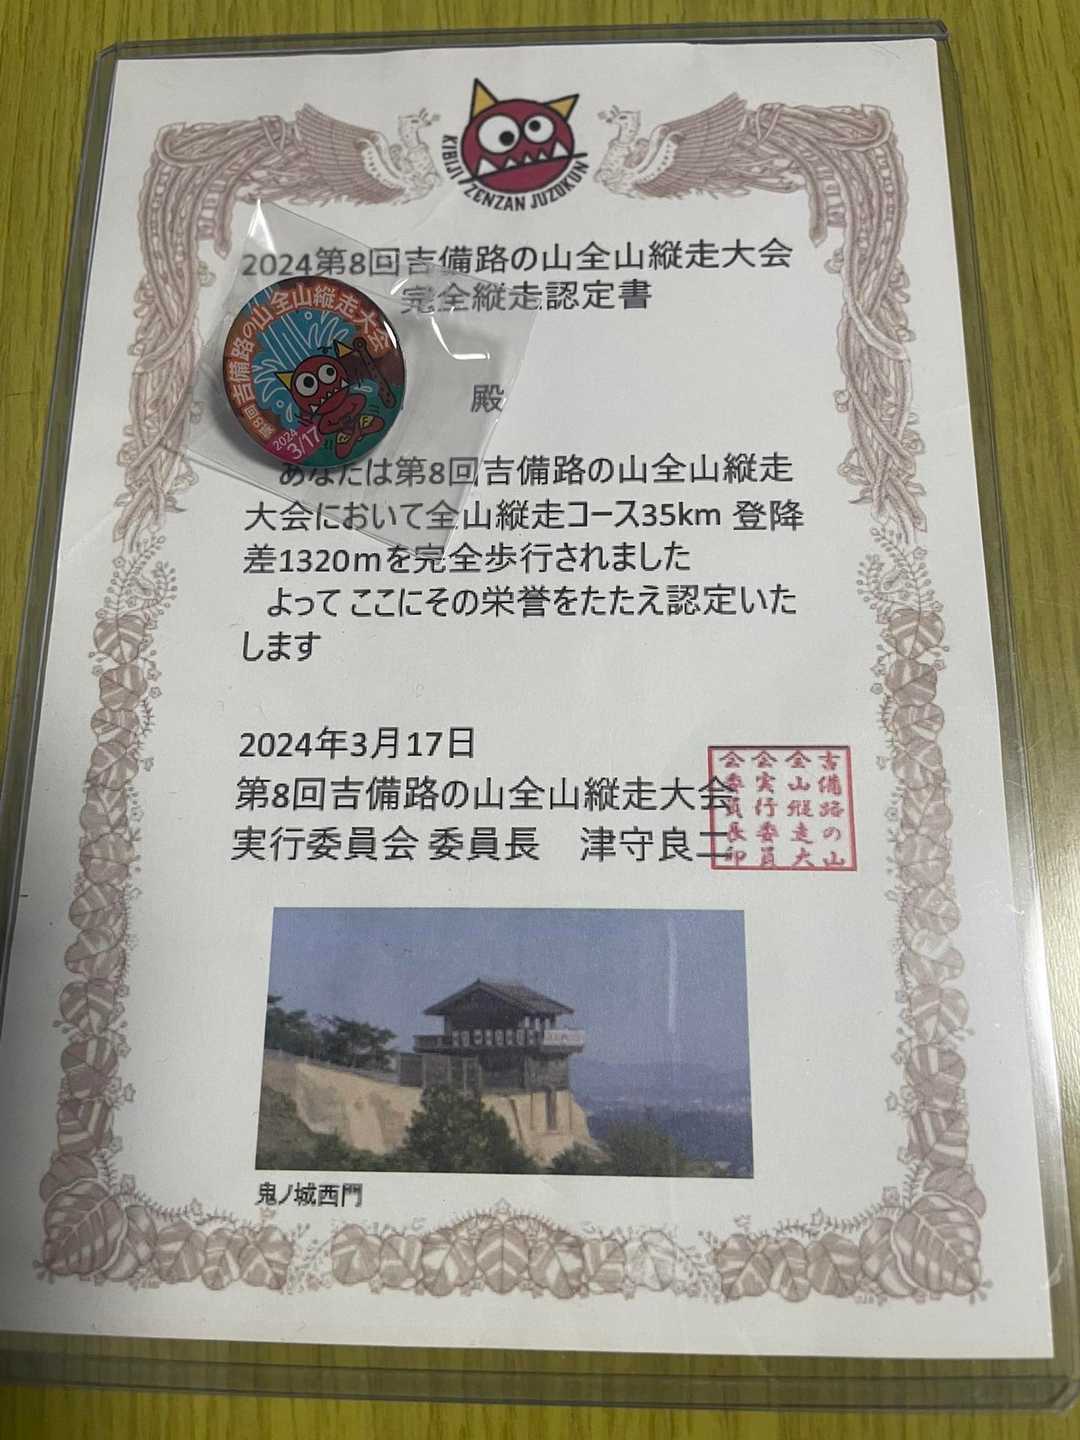 KIBIJI ZENZAN JUZOKUN
2024第8回吉備路の山全山縦走大会
完全縦走認定書
第8回 吉備路の山 全山縦走大会
2024
3/17
殿
あなたは第8回吉備路の山全山縦走
大会において全山縦走コース35km 登降
差1320mを完全歩行されました
よって ここにその栄誉をたたえ認定いた
します
2024年3月17日
第8回吉備路の山全山縦走大会
実行委員会 委員長 津守良二
吉備路の山
全山縦走大
会実行委員
会委員長印
鬼ノ城西門